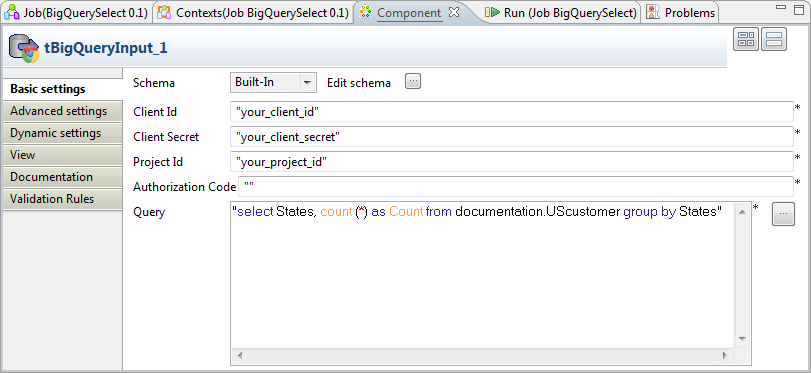 Job(BigQuerySelect 0.1) Contexts(Job BigQuerySelect 0.1) Component Run (Job BigQuerySelect) Problems
tBigQueryInput_1
Basic settings
Advanced settings
Dynamic settings
View
Documentation
Validation Rules
Schema Built-In Edit schema ...
Client Id "your_client_id" *
Client Secret "your_client_secret" *
Project Id "your_project_id" *
Authorization Code "" *
Query "select States, count (*) as Count from documentation.UScustomer group by States" * ...